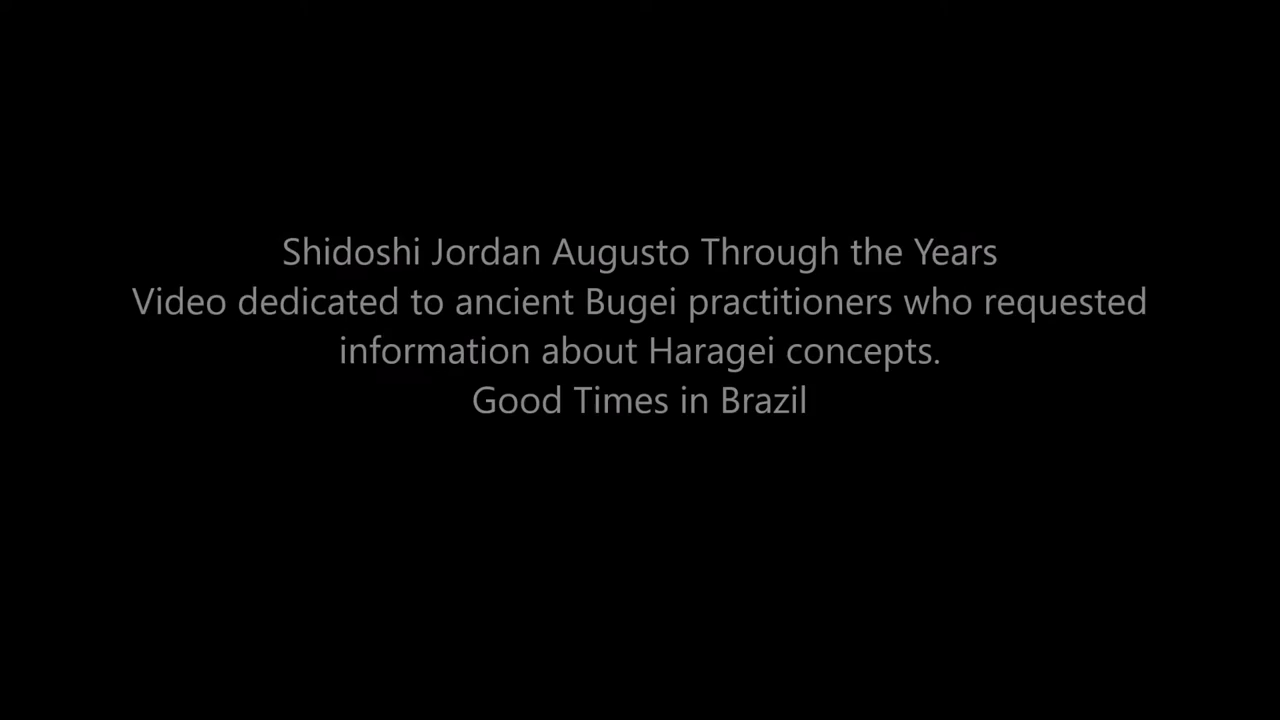 Shidoshi Jordan Augusto Through the Years
Video dedicated to ancient Bugei practitioners who requested
information about Haragei concepts.
Good Times in Brazil